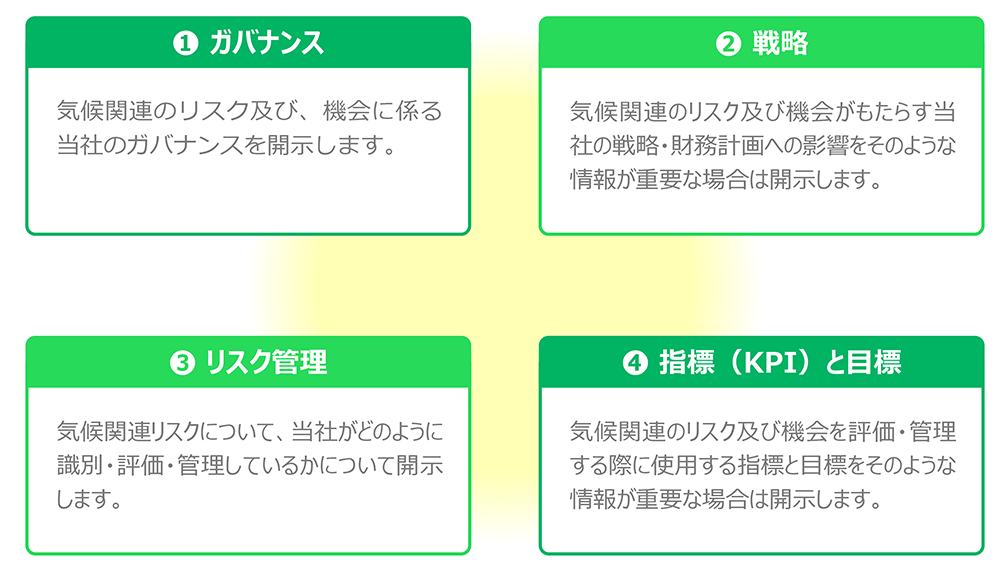 ❶ ガバナンス
気候関連のリスク及び、機会に係る
当社のガバナンスを開示します。
❷ 戦略
気候関連のリスク及び機会がもたらす当
社の戦略・財務計画への影響をそのような
情報が重要な場合は開示します。
❸ リスク管理
気候関連リスクについて、当社がどのように
識別・評価・管理しているかについて開示
します。
❹ 指標（KPI）と目標
気候関連のリスク及び機会を評価・管理
する際に使用する指標と目標をそのような
情報が重要な場合は開示します。